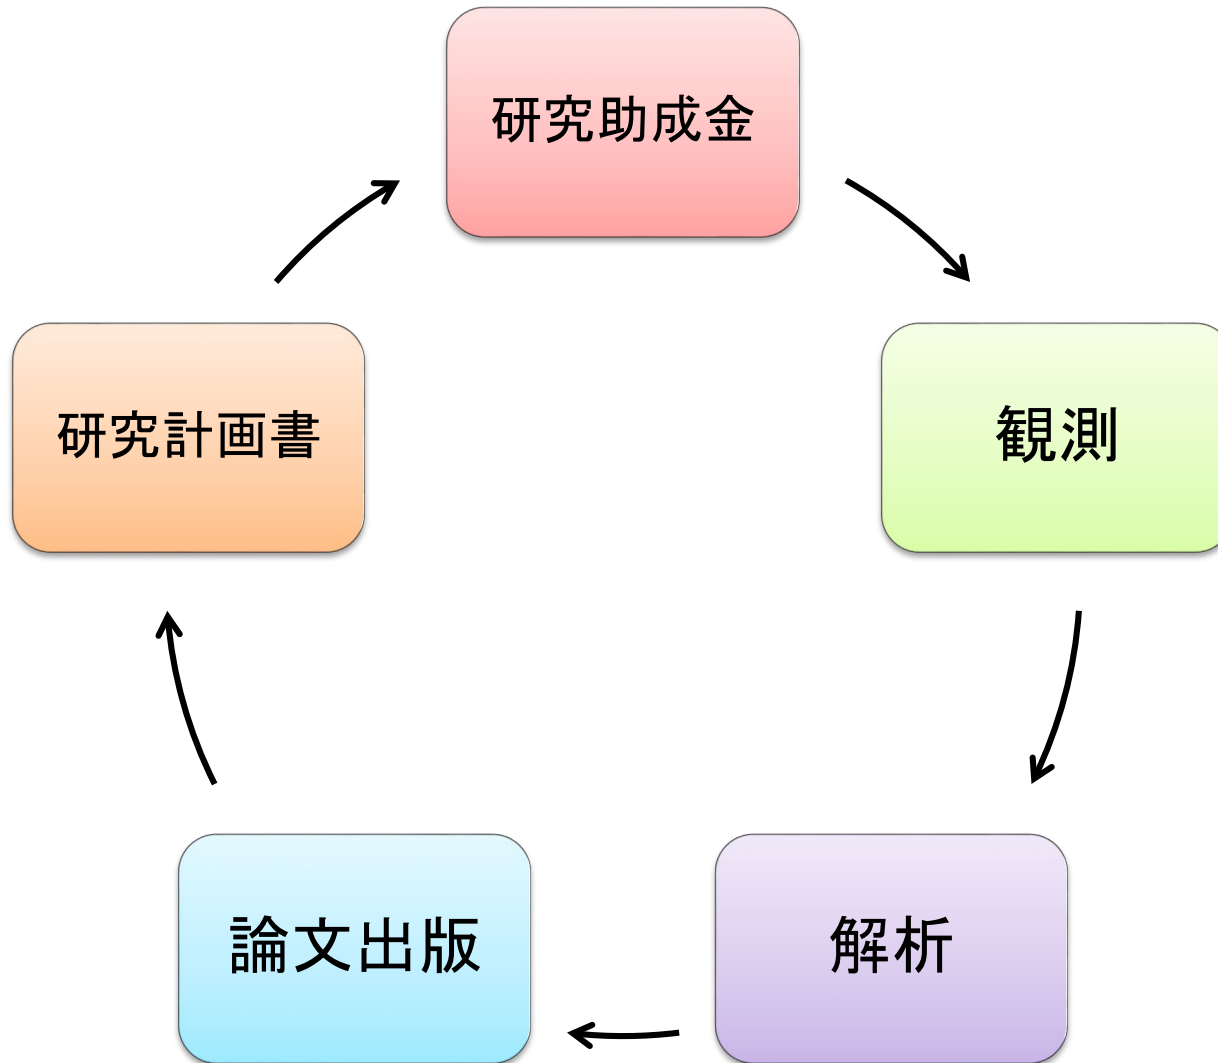 研究助成金
観測
解析
論文出版
研究計画書